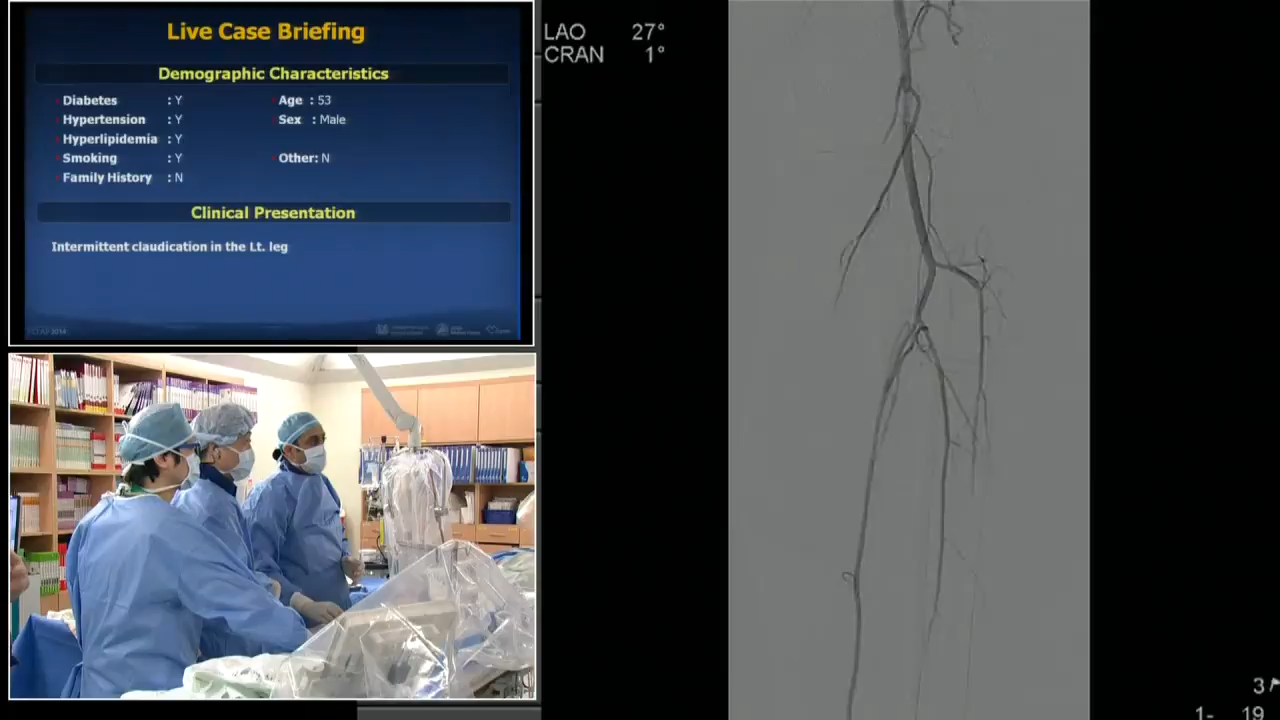 Live Case Briefing
Demographic Characteristics
Diabetes : Y Age : 53
Hypertension : Y Sex : Male
Hyperlipidemia : Y
Smoking : Y Other: N
Family History : N
Clinical Presentation
Intermittent claudication in the Lt. leg
LAO 27°
CRAN 1°
3
1- 19